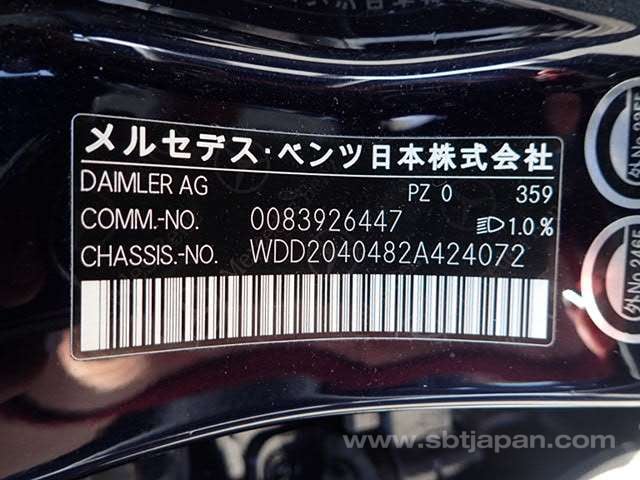 メルセデス・ベンツ日本株式会社
DAIMLER AG PZ 0 359
COMM.-NO. 0083926447 1.0%
CHASSIS.-NO. WDD2040482A424072
www.sbtjapan.com